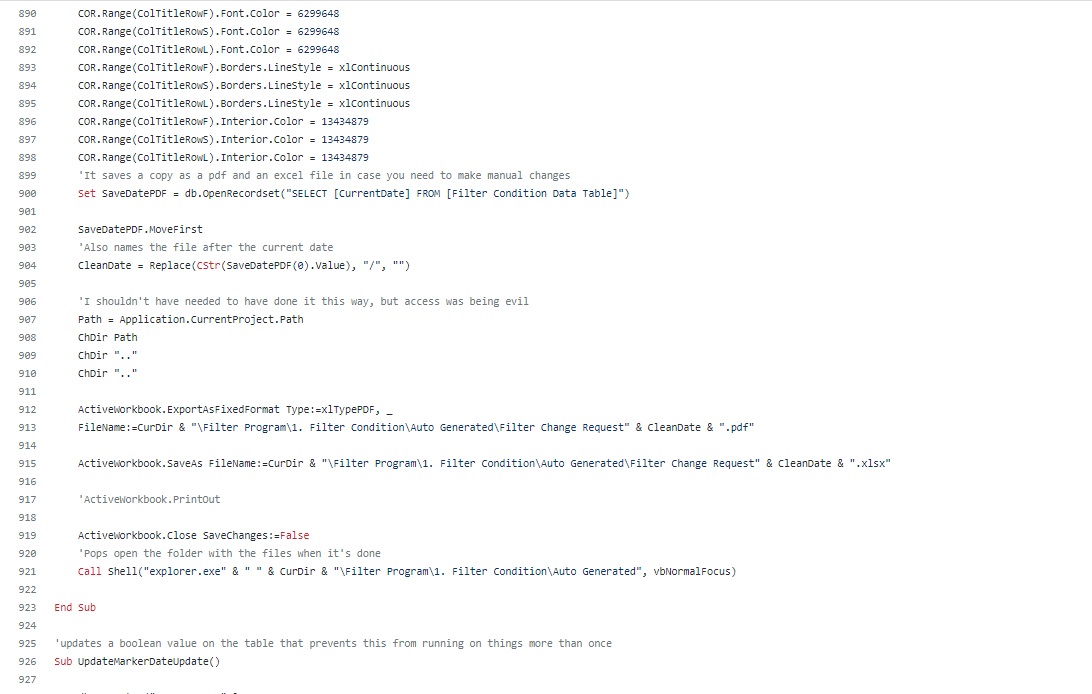 890 COR.Range(ColTitleRowF).Font.Color = 6299648
891 COR.Range(ColTitleRowS).Font.Color = 6299648
892 COR.Range(ColTitleRowL).Font.Color = 6299648
893 COR.Range(ColTitleRowF).Borders.LineStyle = xlContinuous
894 COR.Range(ColTitleRowS).Borders.LineStyle = xlContinuous
895 COR.Range(ColTitleRowL).Borders.LineStyle = xlContinuous
896 COR.Range(ColTitleRowF).Interior.Color = 13434879
897 COR.Range(ColTitleRowS).Interior.Color = 13434879
898 COR.Range(ColTitleRowL).Interior.Color = 13434879
899 'It saves a copy as a pdf and an excel file in case you need to make manual changes
900 Set SaveDatePDF = db.OpenRecordset("SELECT [CurrentDate] FROM [Filter Condition Data Table]")
901
902 SaveDatePDF.MoveFirst
903 'Also names the file after the current date
904 CleanDate = Replace(CStr(SaveDatePDF(0).Value), "/", "")
905
906 'I shouldn't have needed to have done it this way, but access was being evil
907 Path = Application.CurrentProject.Path
908 ChDir Path
909 ChDir ".."
910 ChDir ".."
911
912 ActiveWorkbook.ExportAsFixedFormat Type:=xlTypePDF, _
913 FileName:=CurDir & "\Filter Program\1. Filter Condition\Auto Generated\Filter Change Request" & CleanDate & ".pdf"
914
915 ActiveWorkbook.SaveAs FileName:=CurDir & "\Filter Program\1. Filter Condition\Auto Generated\Filter Change Request" & CleanDate & ".xlsx"
916
917 'ActiveWorkbook.PrintOut
918
919 ActiveWorkbook.Close SaveChanges:=False
920 'Pops open the folder with the files when it's done
921 Call Shell("explorer.exe" & " " & CurDir & "\Filter Program\1. Filter Condition\Auto Generated", vbNormalFocus)
922
923 End Sub
924
925 'updates a boolean value on the table that prevents this from running on things more than once
926 Sub UpdateMarkerDateUpdate()
927